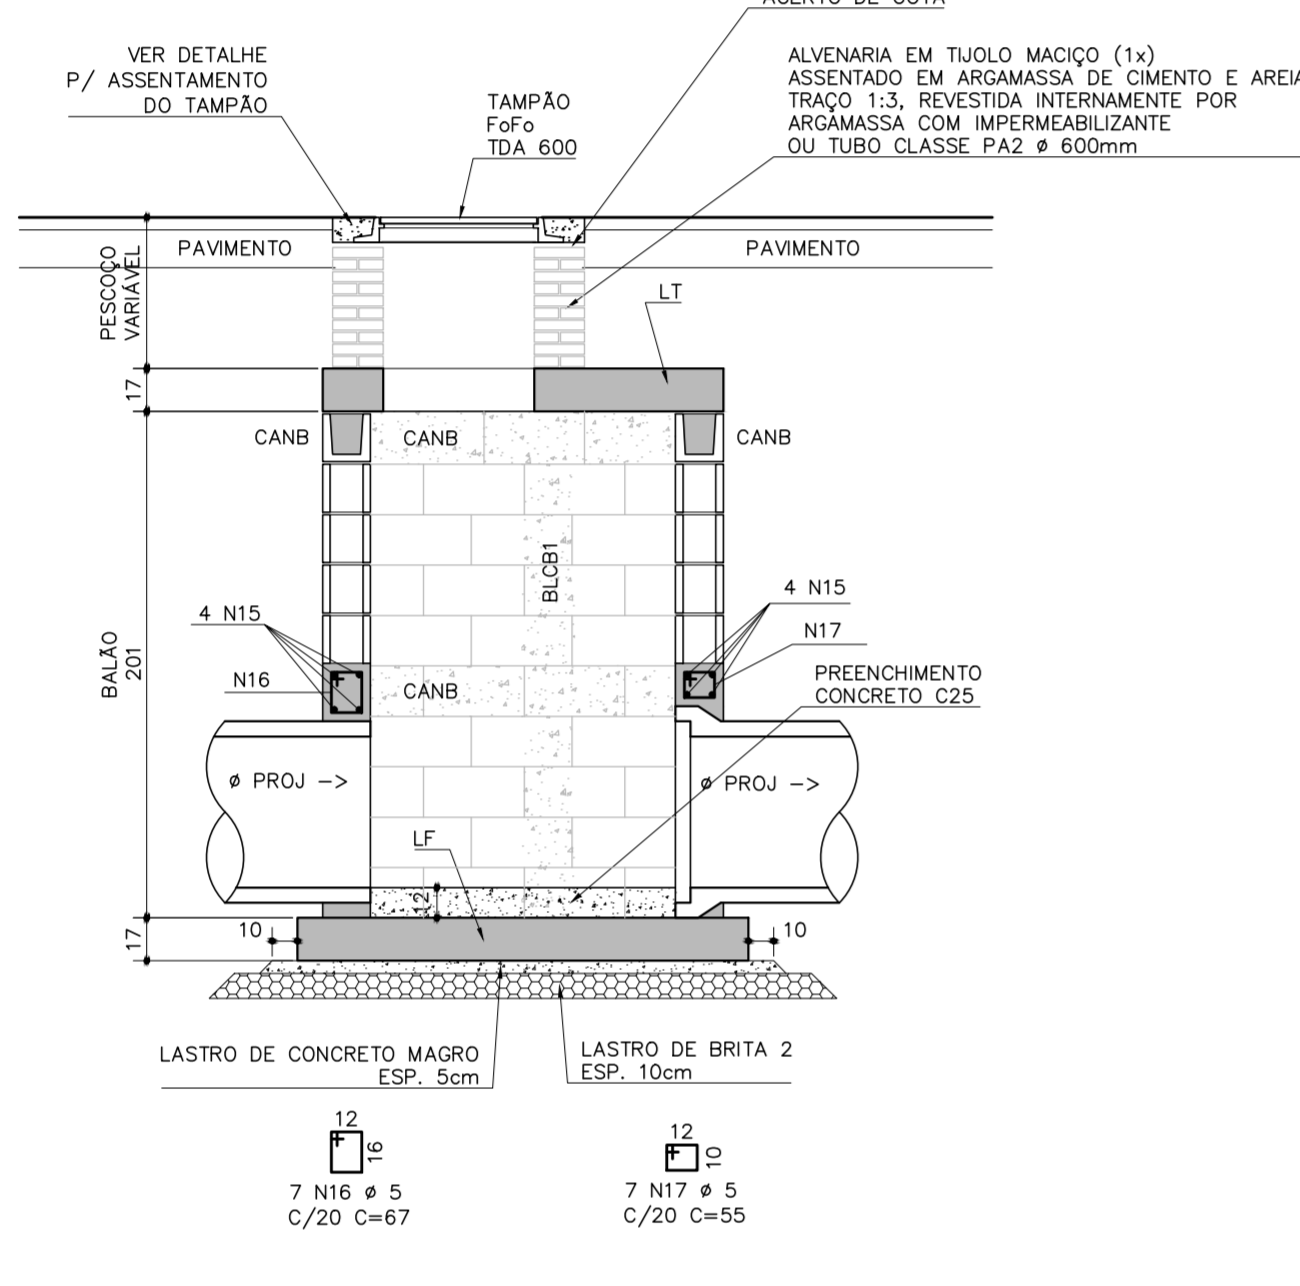 ACERTO DE COTA
VER DETALHE
P/ ASSENTAMENTO
DO TAMPÃO
TAMPÃO
FoFo
TDA 600
ALVENARIA EM TIJOLO MACIÇO (1x)
ASSENTADO EM ARGAMASSA DE CIMENTO E AREIA
TRAÇO 1:3, REVESTIDA INTERNAMENTE POR
ARGAMASSA COM IMPERMEABILIZANTE
OU TUBO CLASSE PA2 ø 600mm
PAVIMENTO
PAVIMENTO
PESCOÇO
VARIÁVEL
LT
17
CANB
CANB
CANB
BLCB1
4 N15
4 N15
N17
BALÃO
201
N16
CANB
PREENCHIMENTO
CONCRETO C25
ø PROJ ->
ø PROJ ->
LF
12
10
10
17
LASTRO DE CONCRETO MAGRO
ESP. 5cm
LASTRO DE BRITA 2
ESP. 10cm
12
16
7 N16 ø 5
C/20 C=67
12
10
7 N17 ø 5
C/20 C=55